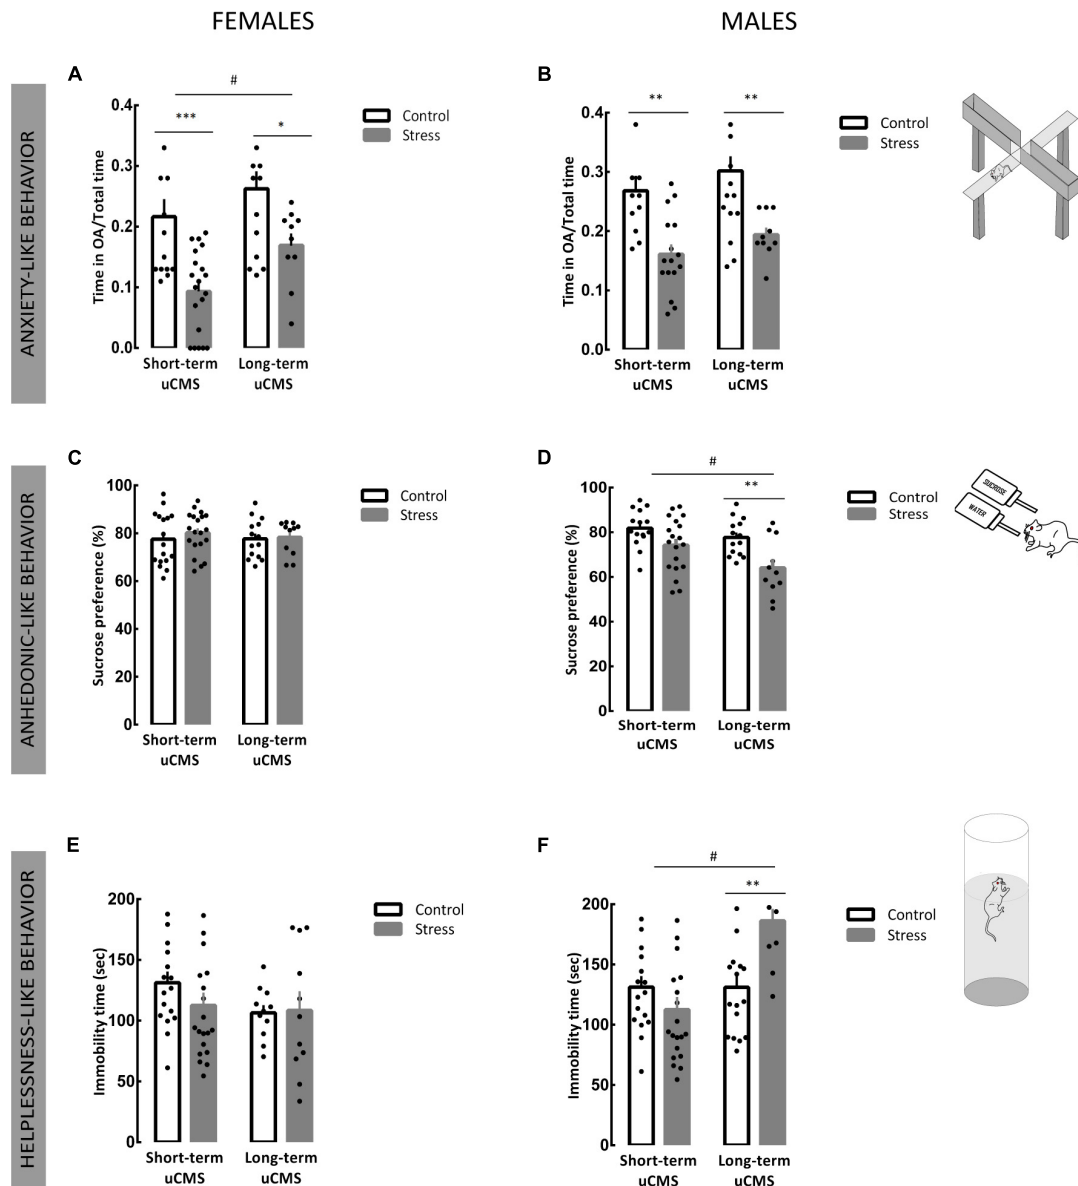 FEMALES
MALES
ANXIETY-LIKE BEHAVIOR
A
#
***
*
Control
Stress
Time in OA/Total time
0.4
0.3
0.2
0.1
0.0
Short-term
uCMS
Long-term
uCMS
B
**
**
Control
Stress
Time in OA/Total time
0.4
0.3
0.2
0.1
0.0
Short-term
uCMS
Long-term
uCMS
ANHEDONIC-LIKE BEHAVIOR
C
Control
Stress
Sucrose preference (%)
100
80
60
40
20
0
Short-term
uCMS
Long-term
uCMS
D
#
**
Control
Stress
Sucrose preference (%)
100
80
60
40
20
0
Short-term
uCMS
Long-term
uCMS
SUCROSE
WATER
HELPLESSNESS-LIKE BEHAVIOR
E
Control
Stress
Immobility time (sec)
200
150
100
50
0
Short-term
uCMS
Long-term
uCMS
F
#
**
Control
Stress
Immobility time (sec)
200
150
100
50
0
Short-term
uCMS
Long-term
uCMS